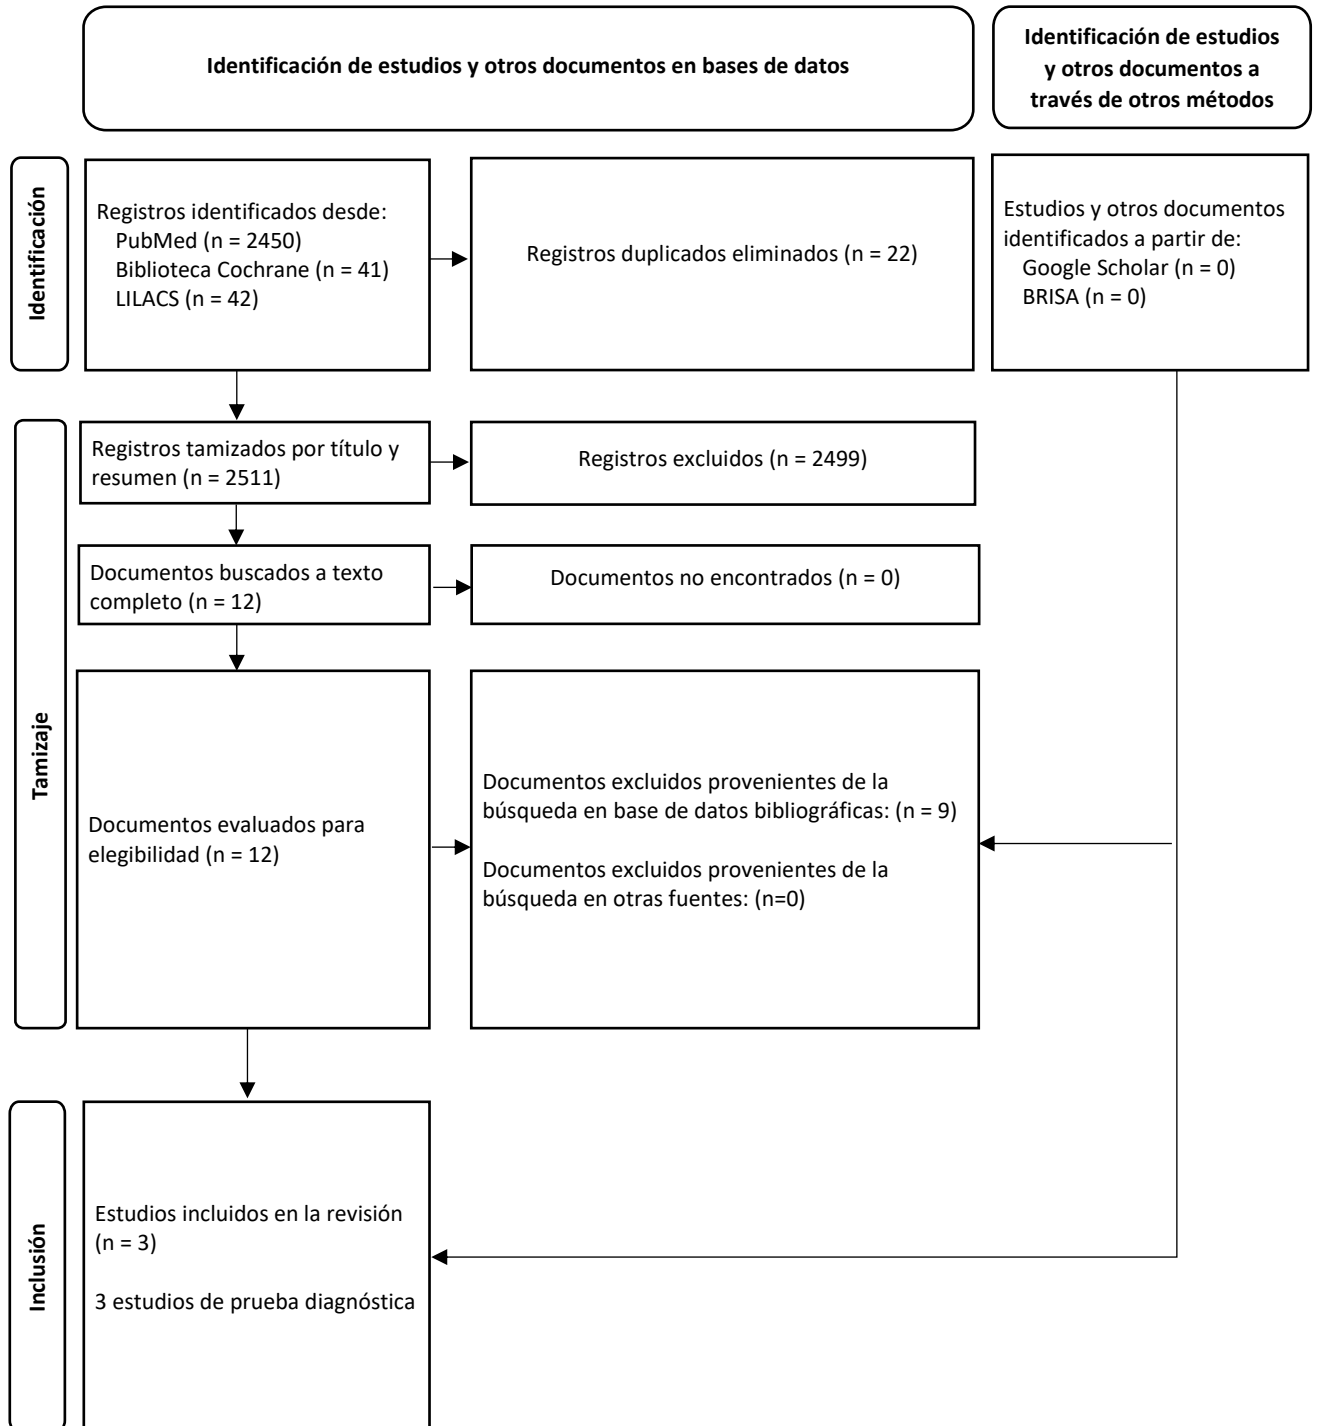 Identificación de estudios y otros documentos en bases de datos
Identificación de estudios
y otros documentos a
través de otros métodos
Identificación
Registros identificados desde:
PubMed (n = 2450)
Biblioteca Cochrane (n = 41)
LILACS (n = 42)
Registros duplicados eliminados (n = 22)
Estudios y otros documentos
identificados a partir de:
Google Scholar (n = 0)
BRISA (n = 0)
Tamizaje
Registros tamizados por título y
resumen (n = 2511)
Registros excluidos (n = 2499)
Documentos buscados a texto
completo (n = 12)
Documentos no encontrados (n = 0)
Documentos evaluados para
elegibilidad (n = 12)
Documentos excluidos provenientes de la
búsqueda en base de datos bibliográficas: (n = 9)
Documentos excluidos provenientes de la
búsqueda en otras fuentes: (n=0)
Inclusión
Estudios incluidos en la revisión
(n = 3)
3 estudios de prueba diagnóstica